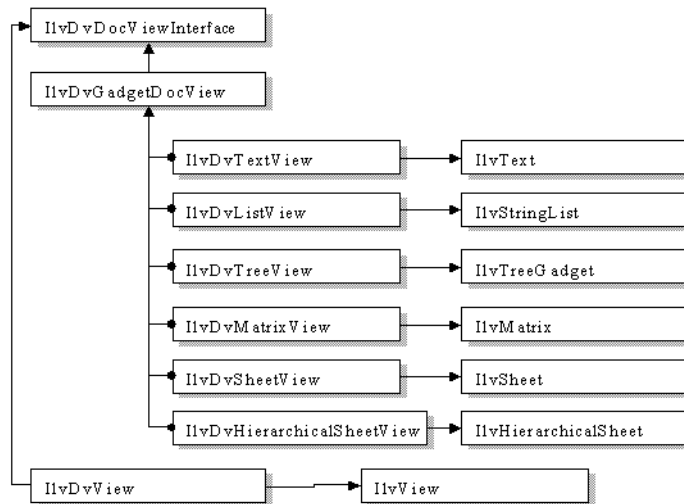 IlvDvDocViewInterface
IlvDvGadgetDocView
IlvDvTextView
IlvText
IlvDvListView
IlvStringList
IlvDvTreeView
IlvTreeGadget
IlvDvMatrixView
IlvMatrix
IlvDvSheetView
IlvSheet
IlvDvHierarchicalSheetView
IlvHierarchicalSheet
IlvDvView
IlvView